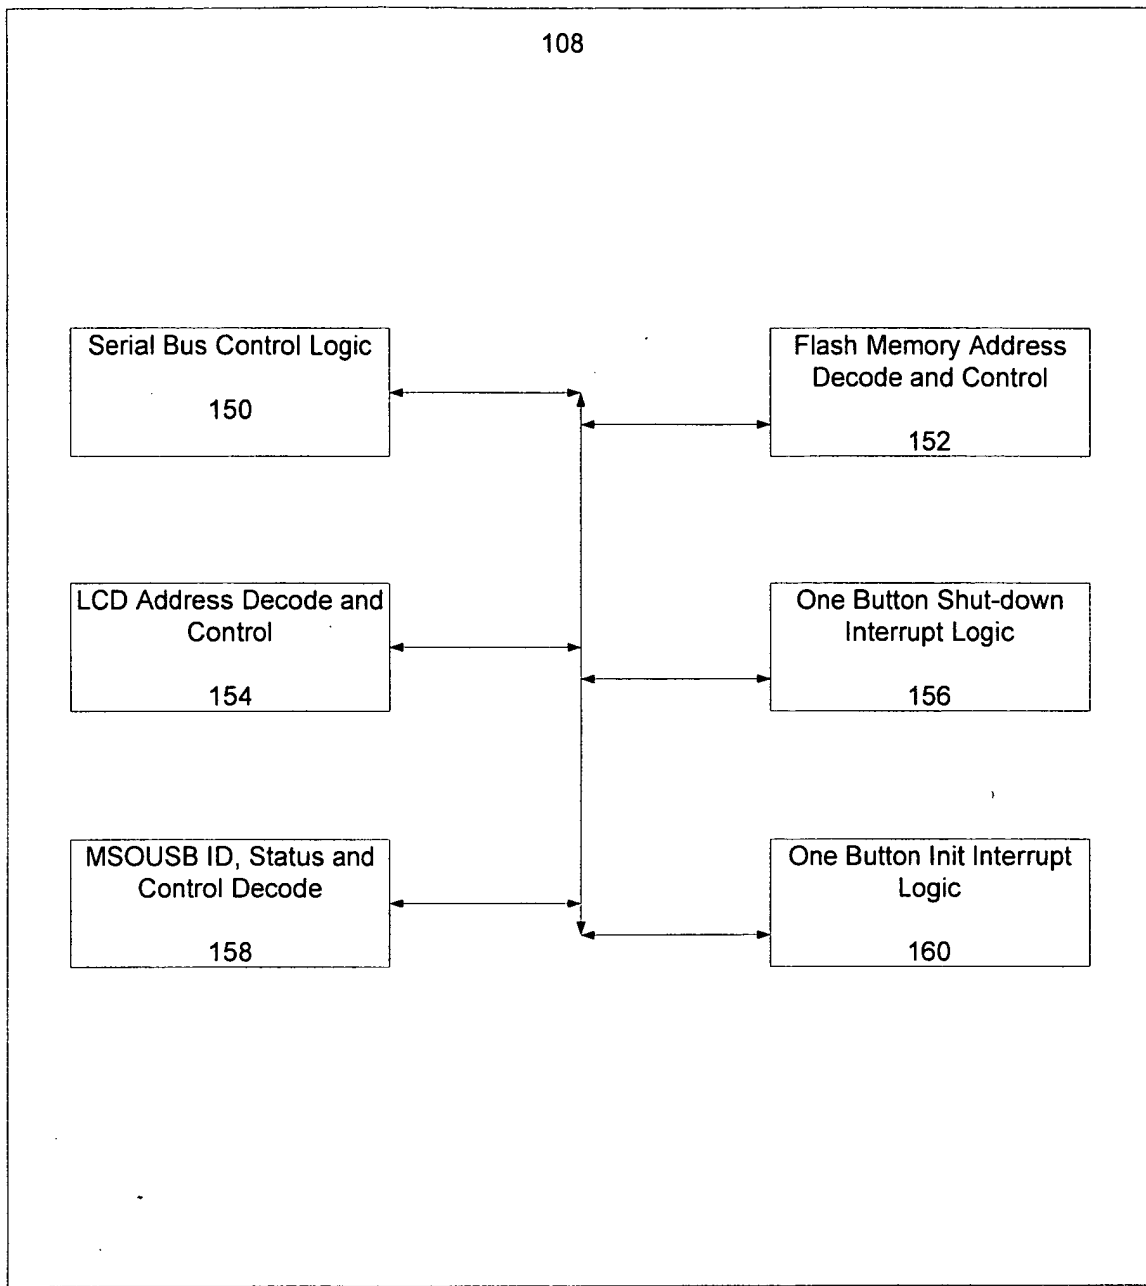 108
Serial Bus Control Logic
150
Flash Memory Address
Decode and Control
152
LCD Address Decode and
Control
154
One Button Shut-down
Interrupt Logic
156
MSOUSB ID, Status and
Control Decode
158
One Button Init Interrupt
Logic
160